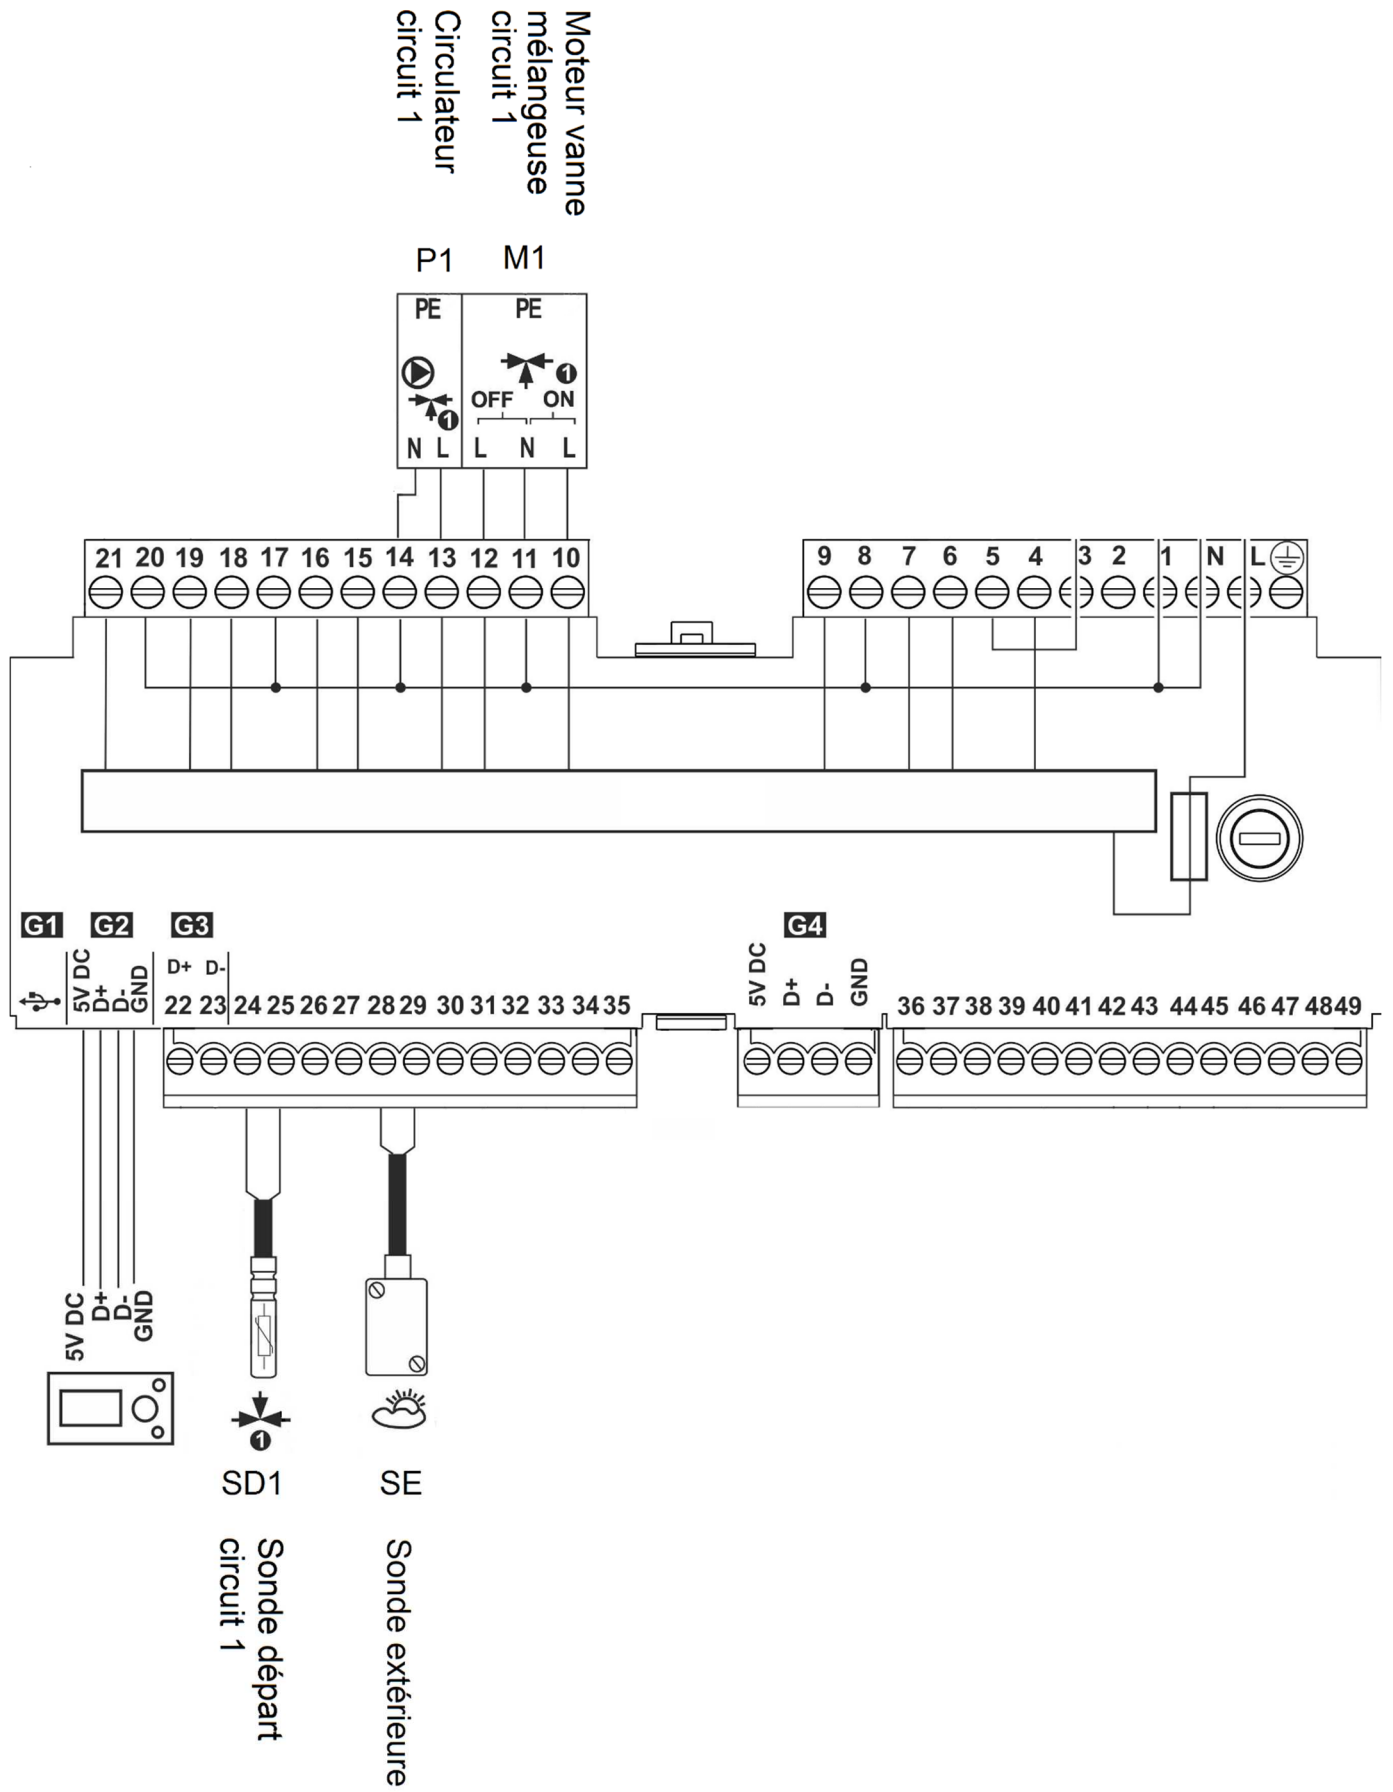 Moteur vanne
mélangeuse
circuit 1
Circulateur
circuit 1
P1 M1
PE PE
1
OFF ON
1
N L L N L
21 20 19 18 17 16 15 14 13 12 11 10 9 8 7 6 5 4 3 2 1 N L
G1 G2 G3 G4
5V DC D+ D- GND D+ D- 5V DC D+ D- GND
22 23 24 25 26 27 28 29 30 31 32 33 34 35 36 37 38 39 40 41 42 43 44 45 46 47 48 49
5V DC D+ D- GND
1
SD1 SE
Sonde départ
circuit 1
Sonde extérieure